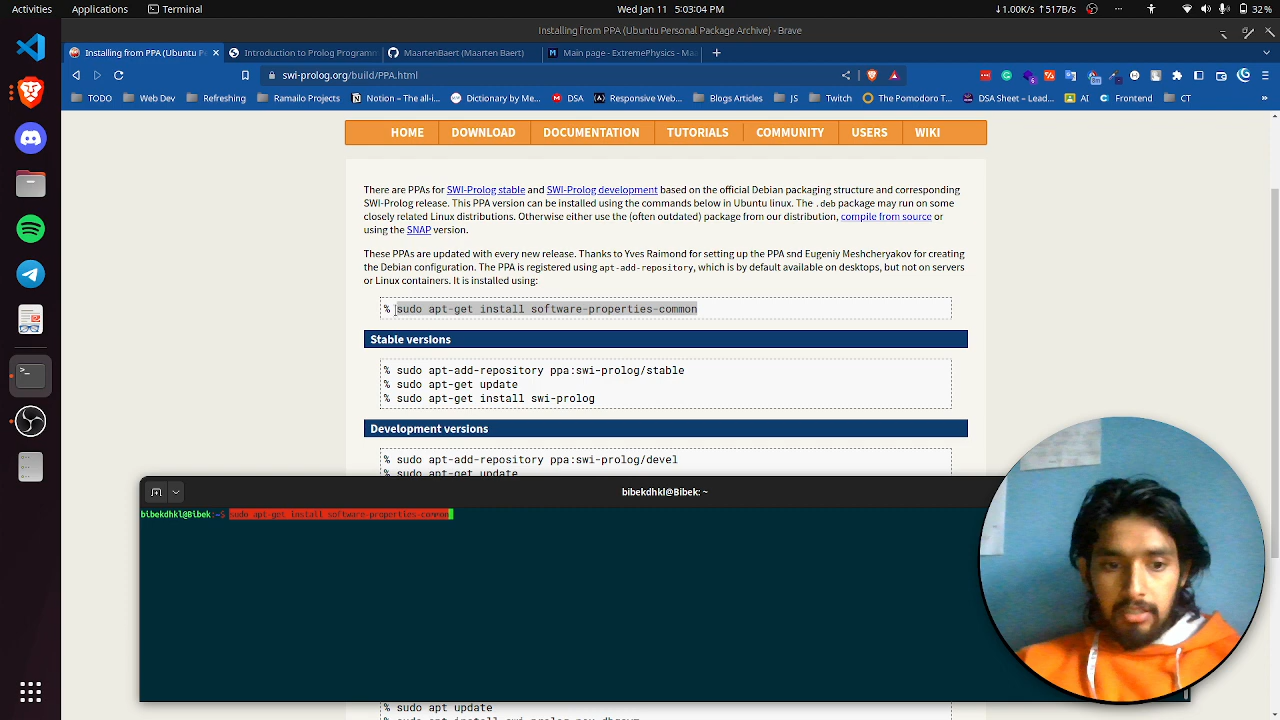 Activities Applications Terminal Wed Jan 11 5:03:04 PM ↓1.00K/s ↑517B/s 32%
Installing from PPA (Ubuntu Personal Package Archive) - Brave
Installing from PPA (Ubuntu P Introduction to Prolog Programm MaartenBaert (Maarten Baert) Main page - ExtremePhysics - Maa
swi-prolog.org/build/PPA.html
TODO Web Dev Refreshing Ramailo Projects Notion – The all-i... Dictionary by Me... DSA Responsive Web... Blogs Articles JS Twitch The Pomodoro T... DSA Sheet – Lead... AI Frontend CT
HOME DOWNLOAD DOCUMENTATION TUTORIALS COMMUNITY USERS WIKI
There are PPAs for SWI-Prolog stable and SWI-Prolog development based on the official Debian packaging structure and corresponding
SWI-Prolog release. This PPA version can be installed using the commands below in Ubuntu linux. The .deb package may run on some
closely related Linux distributions. Otherwise either use the (often outdated) package from our distribution, compile from source or
using the SNAP version.
These PPAs are updated with every new release. Thanks to Yves Raimond for setting up the PPA snd Eugeniy Meshcheryakov for creating
the Debian configuration. The PPA is registered using apt-add-repository, which is by default available on desktops, but not on servers
or Linux containers. It is installed using:
% sudo apt-get install software-properties-common
Stable versions
% sudo apt-add-repository ppa:swi-prolog/stable
% sudo apt-get update
% sudo apt-get install swi-prolog
Development versions
% sudo apt-add-repository ppa:swi-prolog/devel
% sudo apt-get update
bibekdhkl@Bibek: ~
bibekdhkl@Bibek:~$ sudo apt-get install software-properties-common
% sudo apt update